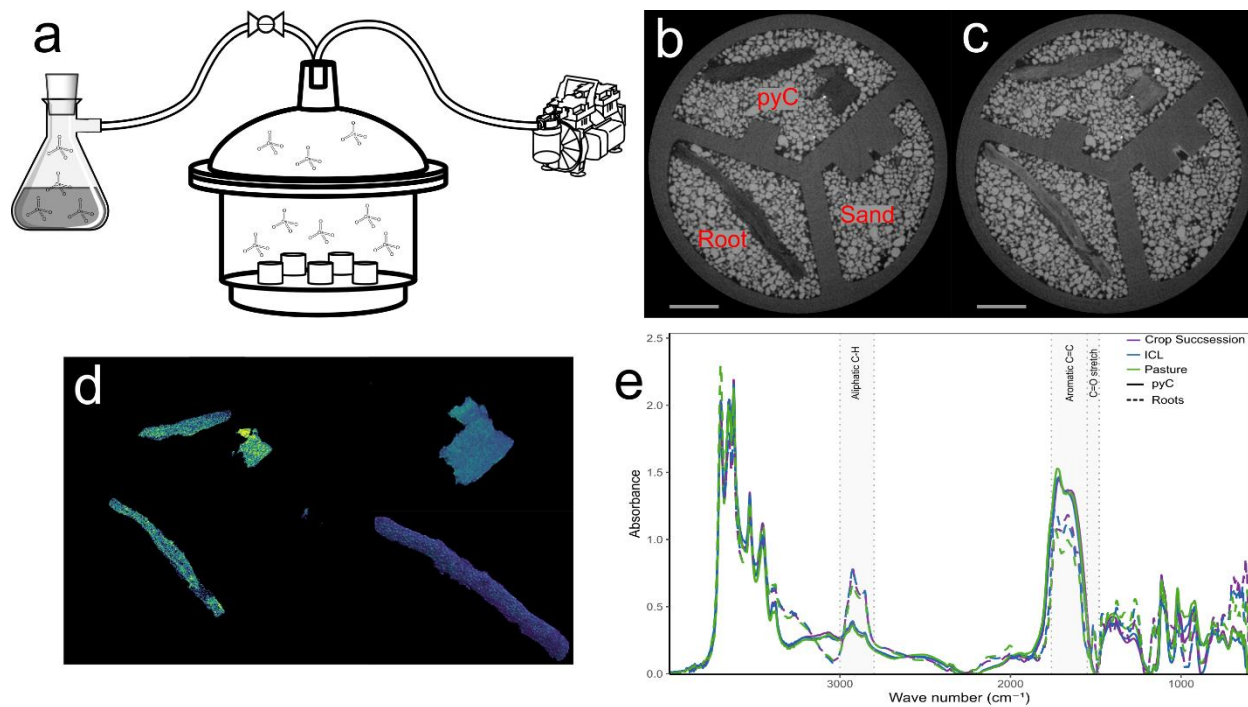 a
b
c
pyC
Root
Sand
d
e
2.5
2.0
1.5
1.0
0.5
0.0
Absorbance
Aliphatic C-H
Aromatic C=C
C=O stretch
Crop Succsession
ICL
Pasture
pyC
Roots
3000
2000
1000
Wave number (cm⁻¹)